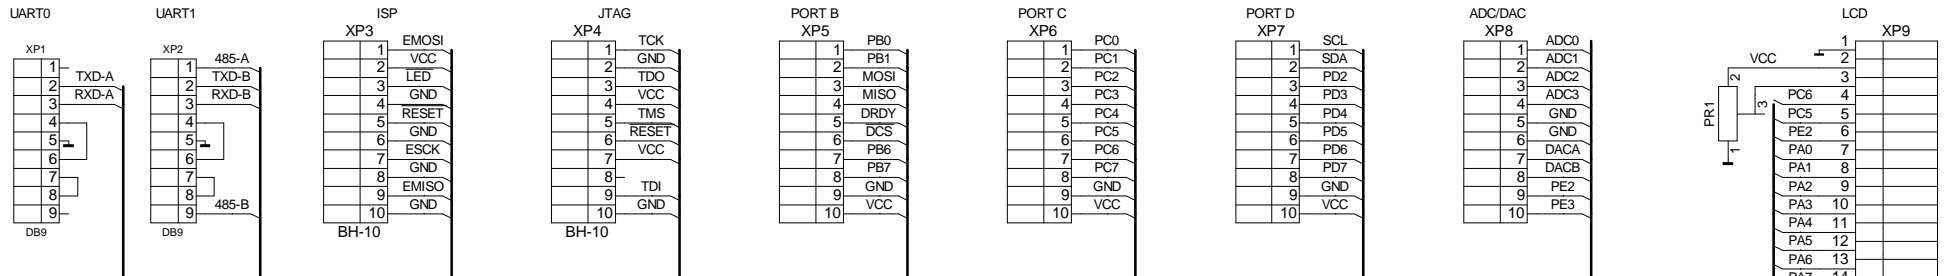 UART0
XP1
1
2 TXD-A
3 RXD-A
4
5
6
7
8
9
DB9
UART1
XP2
1 485-A
2 TXD-B
3 RXD-B
4
5
6
7
8
9 485-B
DB9
ISP
XP3
1 EMOSI
2 VCC
3 LED
4 GND
5 RESET
6 GND
7 ESCK
8 GND
9 EMISO
10 GND
BH-10
JTAG
XP4
1 TCK
2 GND
3 TDO
4 VCC
5 TMS
6 RESET
7 VCC
8
9 TDI
10 GND
BH-10
PORT B
XP5
1 PB0
2 PB1
3 MOSI
4 MISO
5 DRDY
6 DCS
7 PB6
8 PB7
9 GND
10 VCC
PORT C
XP6
1 PC0
2 PC1
3 PC2
4 PC3
5 PC4
6 PC5
7 PC6
8 PC7
9 GND
10 VCC
PORT D
XP7
1 SCL
2 SDA
3 PD2
4 PD3
5 PD4
6 PD5
7 PD6
8 PD7
9 GND
10 VCC
ADC/DAC
XP8
1 ADC0
2 ADC1
3 ADC2
4 ADC3
5 GND
6 GND
7 DACA
8 DACB
9 PE2
10 PE3
LCD
XP9
1
VCC 2
3
PC6 4
PC5 5
PE2 6
PA0 7
PA1 8
PA2 9
PA3 10
PA4 11
PA5 12
PA6 13
PA7 14
PR1
2
3
1